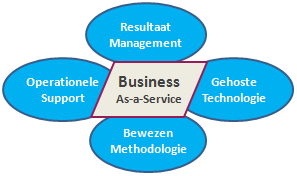 Resultaat
Management
Operationele
Support
Business
As-a-Service
Gehoste
Technologie
Bewezen
Methodologie